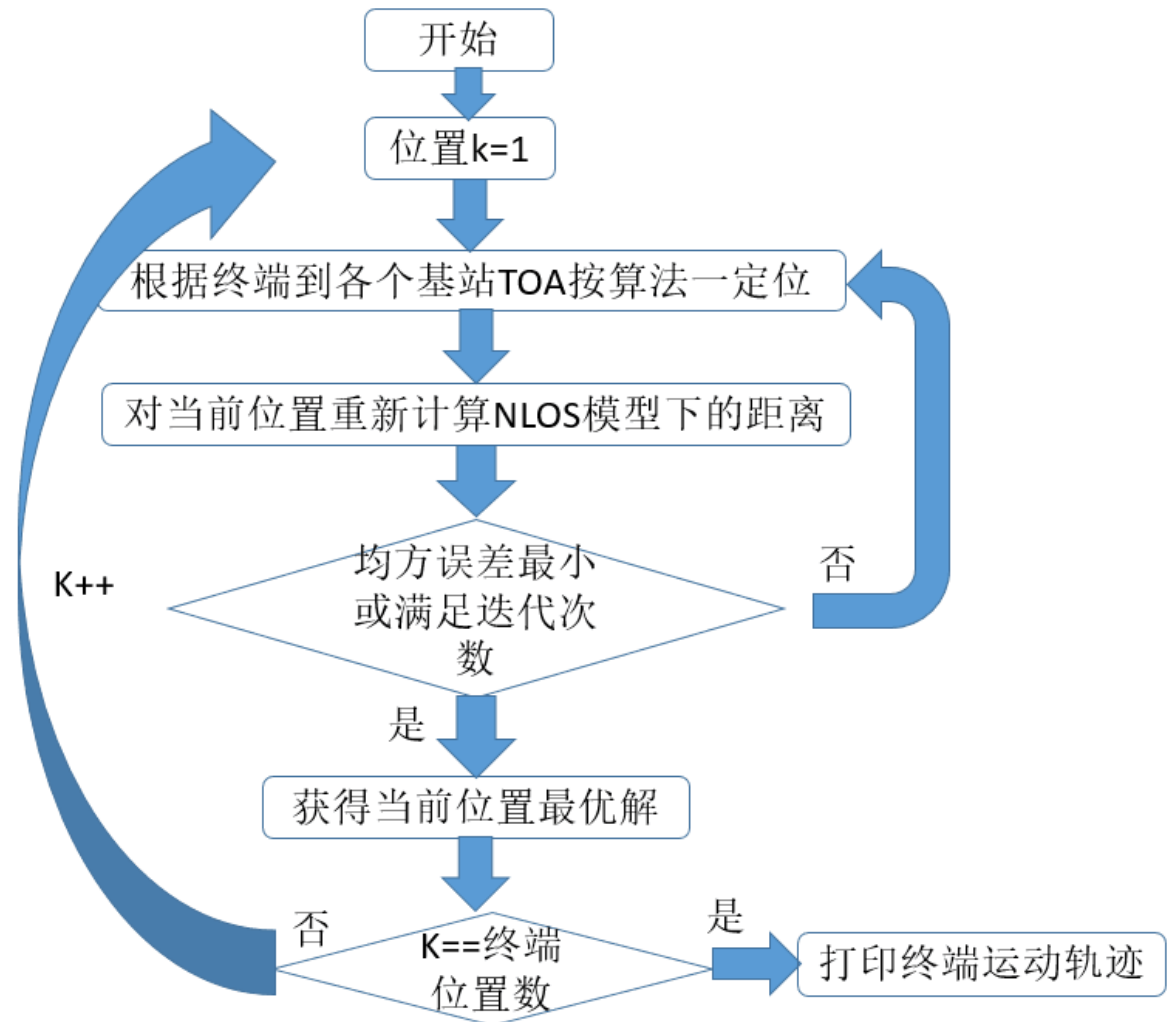 开始
位置k=1
根据终端到各个基站TOA按算法一定位
对当前位置重新计算NLOS模型下的距离
均方误差最小
或满足迭代次
数
否
K++
是
获得当前位置最优解
否
K==终端
位置数
是
打印终端运动轨迹